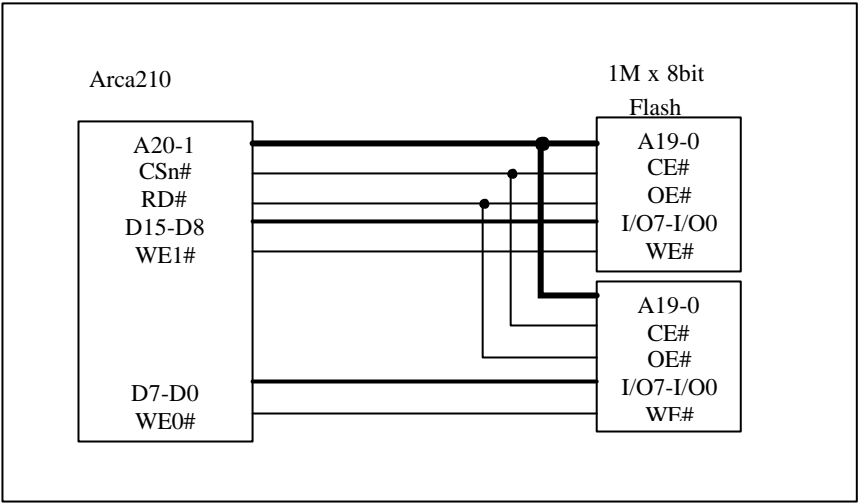 Arca210
1M x 8bit
Flash
A20-1
CSn#
RD#
D15-D8
WE1#
D7-D0
WE0#
A19-0
CE#
OE#
I/O7-I/O0
WE#
A19-0
CE#
OE#
I/O7-I/O0
WE#